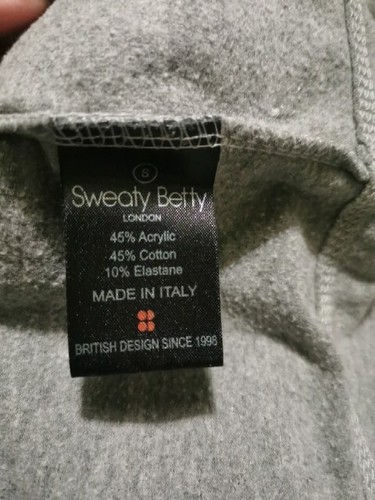 S
Sweaty Betty
LONDON
45% Acrylic
45% Cotton
10% Elastane
MADE IN ITALY
BRITISH DESIGN SINCE 1998